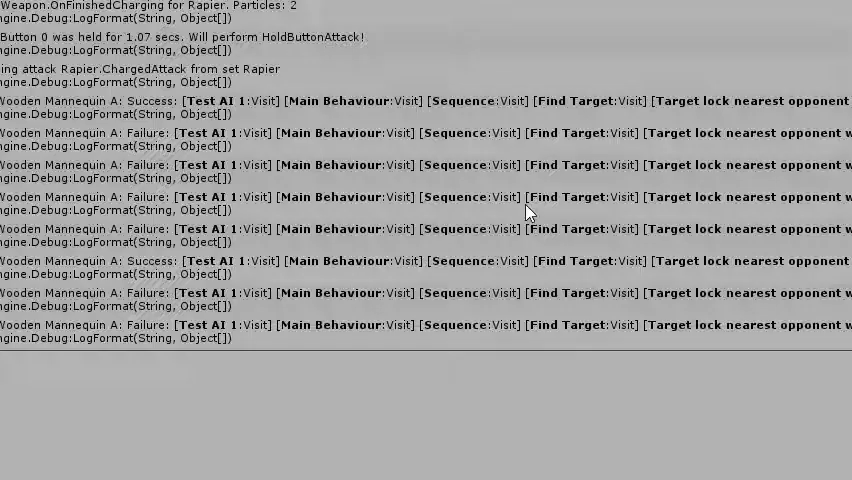 Weapon.OnFinishedCharging for Rapier. Particles: 2
ngine.Debug:LogFormat(String, Object[])
Button 0 was held for 1.07 secs. Will perform HoldButtonAttack!
ngine.Debug:LogFormat(String, Object[])
ing attack Rapier.ChargedAttack from set Rapier
ngine.Debug:LogFormat(String, Object[])
Wooden Mannequin A: Success: [Test AI 1:Visit] [Main Behaviour:Visit] [Sequence:Visit] [Find Target:Visit] [Target lock nearest opponent
ngine.Debug:LogFormat(String, Object[])
Wooden Mannequin A: Failure: [Test AI 1:Visit] [Main Behaviour:Visit] [Sequence:Visit] [Find Target:Visit] [Target lock nearest opponent w
ngine.Debug:LogFormat(String, Object[])
Wooden Mannequin A: Failure: [Test AI 1:Visit] [Main Behaviour:Visit] [Sequence:Visit] [Find Target:Visit] [Target lock nearest opponent w
ngine.Debug:LogFormat(String, Object[])
Wooden Mannequin A: Failure: [Test AI 1:Visit] [Main Behaviour:Visit] [Sequence:Visit] [Find Target:Visit] [Target lock nearest opponent w
ngine.Debug:LogFormat(String, Object[])
Wooden Mannequin A: Failure: [Test AI 1:Visit] [Main Behaviour:Visit] [Sequence:Visit] [Find Target:Visit] [Target lock nearest opponent w
ngine.Debug:LogFormat(String, Object[])
Wooden Mannequin A: Success: [Test AI 1:Visit] [Main Behaviour:Visit] [Sequence:Visit] [Find Target:Visit] [Target lock nearest opponent
ngine.Debug:LogFormat(String, Object[])
Wooden Mannequin A: Failure: [Test AI 1:Visit] [Main Behaviour:Visit] [Sequence:Visit] [Find Target:Visit] [Target lock nearest opponent w
ngine.Debug:LogFormat(String, Object[])
Wooden Mannequin A: Failure: [Test AI 1:Visit] [Main Behaviour:Visit] [Sequence:Visit] [Find Target:Visit] [Target lock nearest opponent w
ngine.Debug:LogFormat(String, Object[])